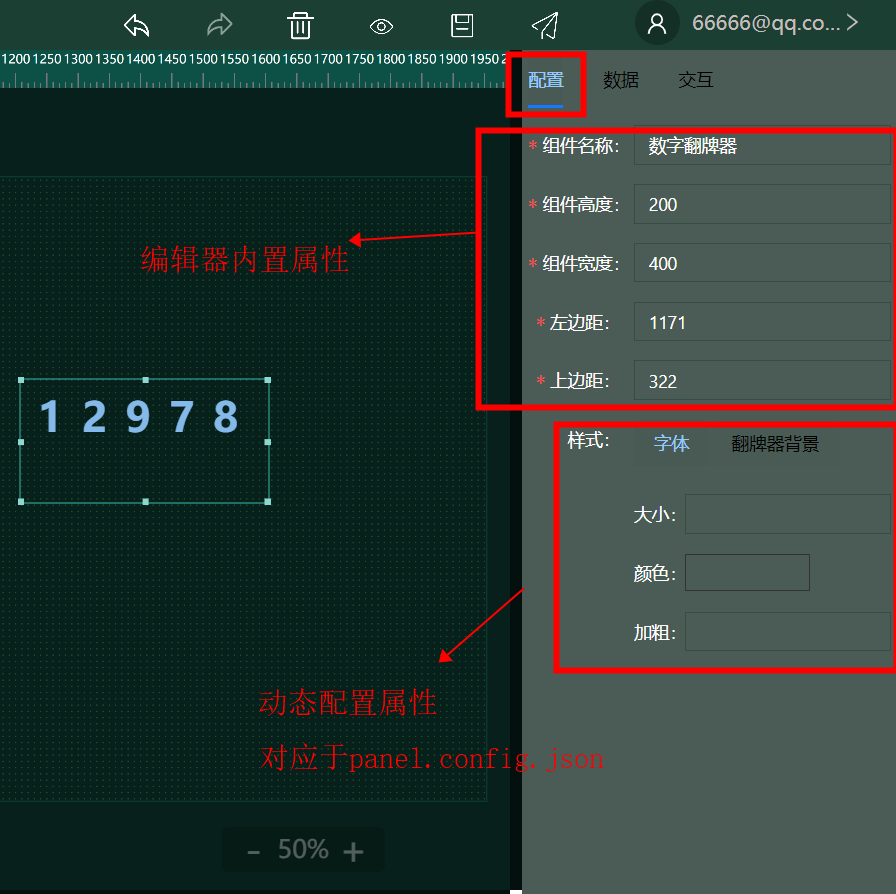 66666@qq.co...
1200 1250 1300 1350 1400 1450 1500 1550 1600 1650 1700 1750 1800 1850 1900 1950
配置 数据 交互
* 组件名称: 数字翻牌器
* 组件高度: 200
* 组件宽度: 400
* 左边距: 1171
* 上边距: 322
编辑器内置属性
1 2 9 7 8
样式: 字体 翻牌器背景
大小:
颜色:
加粗:
动态配置属性
对应于panel.config.json
- 50% +